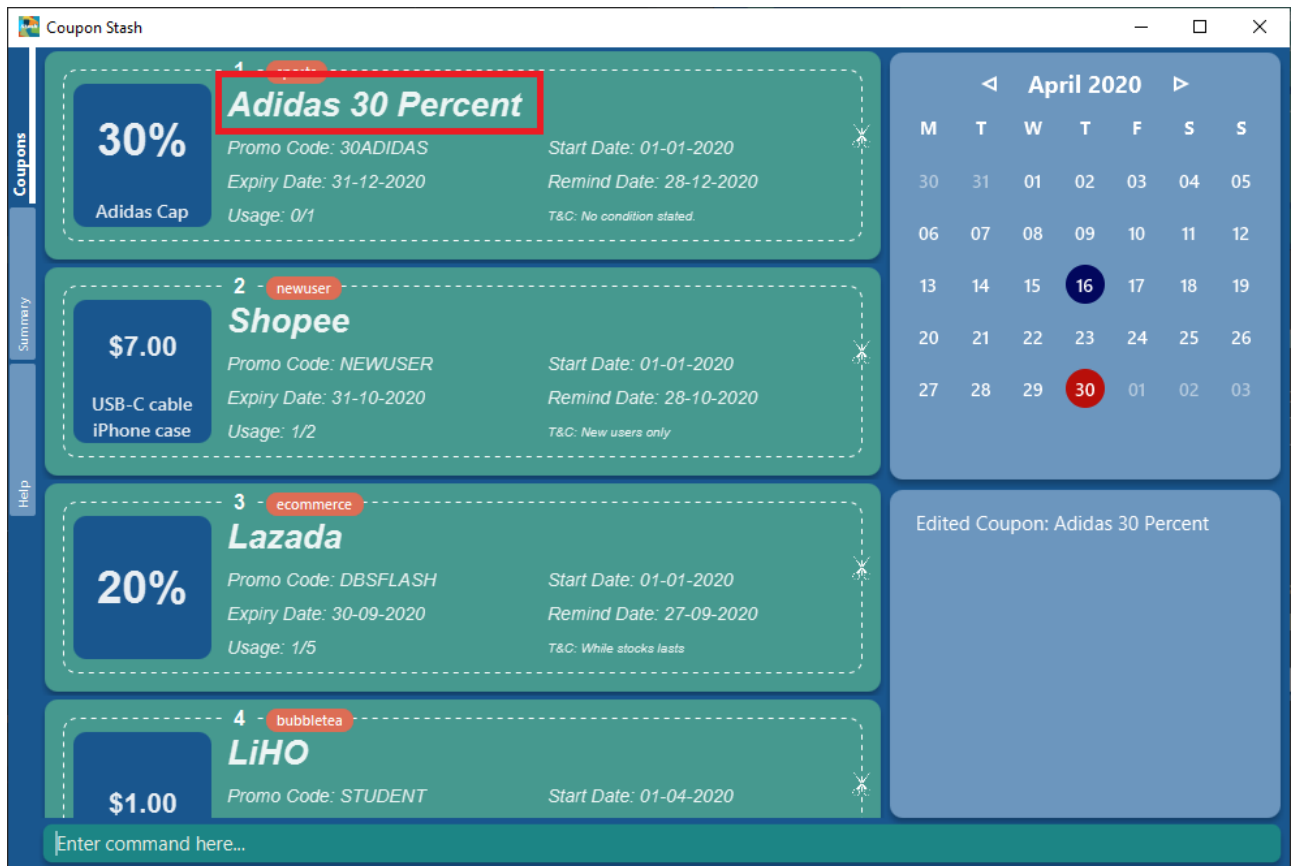 Coupon Stash
Coupons
Summary
Help
1 - sports
Adidas 30 Percent
30%
Adidas Cap
Promo Code: 30ADIDAS
Start Date: 01-01-2020
Expiry Date: 31-12-2020
Remind Date: 28-12-2020
Usage: 0/1
T&C: No condition stated.
2 - newuser
Shopee
$7.00
USB-C cable
iPhone case
Promo Code: NEWUSER
Start Date: 01-01-2020
Expiry Date: 31-10-2020
Remind Date: 28-10-2020
Usage: 1/2
T&C: New users only
3 - ecommerce
Lazada
20%
Promo Code: DBSFLASH
Start Date: 01-01-2020
Expiry Date: 30-09-2020
Remind Date: 27-09-2020
Usage: 1/5
T&C: While stocks lasts
4 - bubbletea
LiHO
$1.00
Promo Code: STUDENT
Start Date: 01-04-2020
April 2020
M T W T F S S
30 31 01 02 03 04 05
06 07 08 09 10 11 12
13 14 15 16 17 18 19
20 21 22 23 24 25 26
27 28 29 30 01 02 03
Edited Coupon: Adidas 30 Percent
Enter command here...